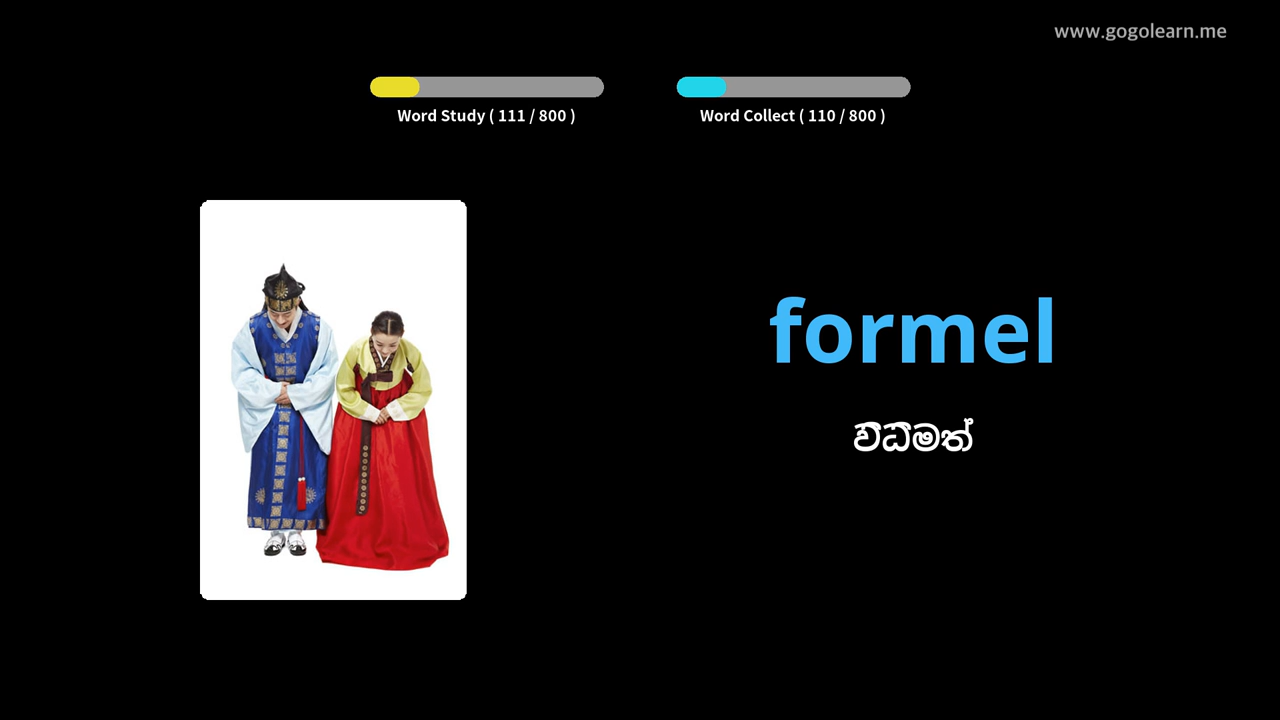 www.gogolearn.me
Word Study ( 111 / 800 )
Word Collect ( 110 / 800 )
formel
විධිමත්